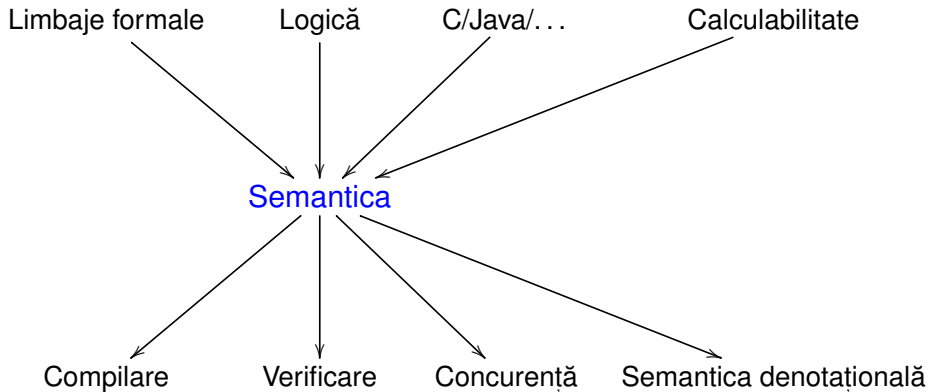 Limbaje formale Logică C/Java/... Calculabilitate
Semantica
Compilare Verificare Concurență Semantica denotațională